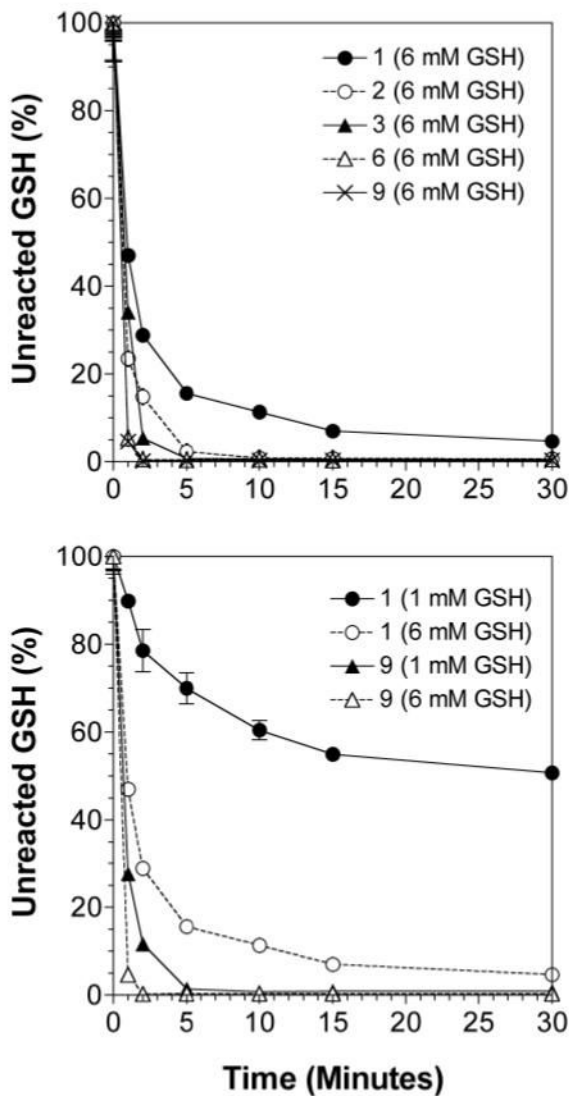 100
80
60
40
20
0
Unreacted GSH (%)
1 (6 mM GSH)
2 (6 mM GSH)
3 (6 mM GSH)
6 (6 mM GSH)
9 (6 mM GSH)
0 5 10 15 20 25 30
100
80
60
40
20
0
Unreacted GSH (%)
1 (1 mM GSH)
1 (6 mM GSH)
9 (1 mM GSH)
9 (6 mM GSH)
0 5 10 15 20 25 30
Time (Minutes)